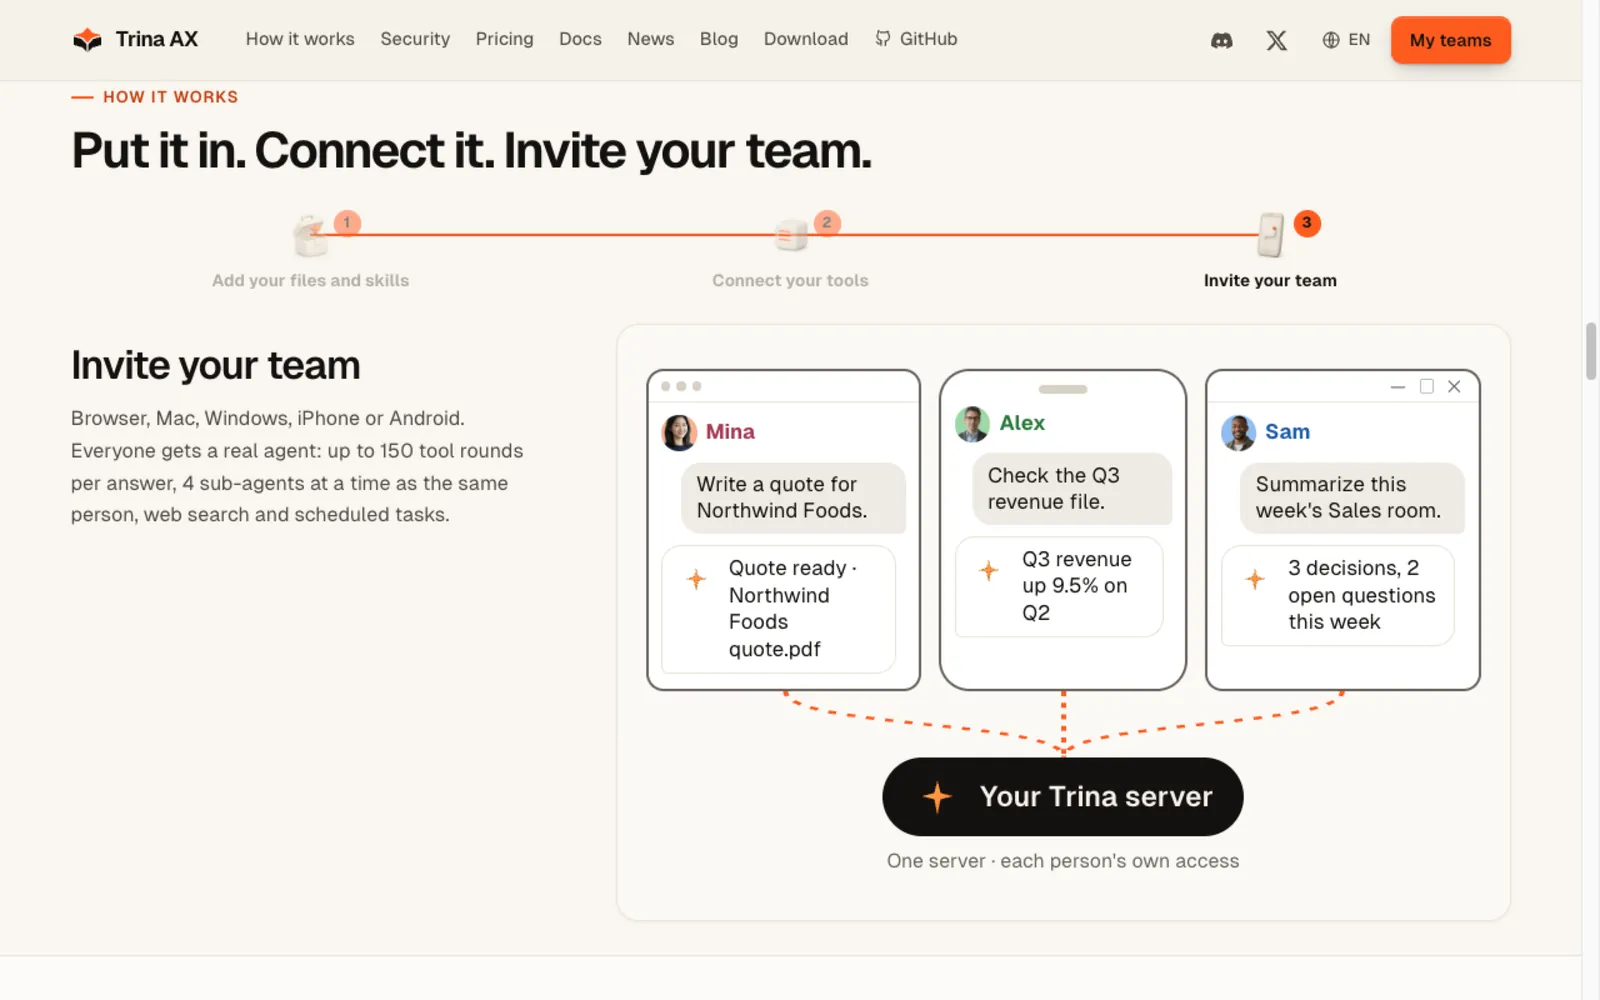 Trina AX
How it works
Security
Pricing
Docs
News
Blog
Download
GitHub
EN
My teams
HOW IT WORKS
Put it in. Connect it. Invite your team.
1
2
3
Add your files and skills
Connect your tools
Invite your team
Invite your team
Browser, Mac, Windows, iPhone or Android.
Everyone gets a real agent: up to 150 tool rounds
per answer, 4 sub-agents at a time as the same
person, web search and scheduled tasks.
Mina
Write a quote for
Northwind Foods.
Quote ready ·
Northwind
Foods
quote.pdf
Alex
Check the Q3
revenue file.
Q3 revenue
up 9.5% on
Q2
Sam
Summarize this
week's Sales room.
3 decisions, 2
open questions
this week
Your Trina server
One server · each person's own access